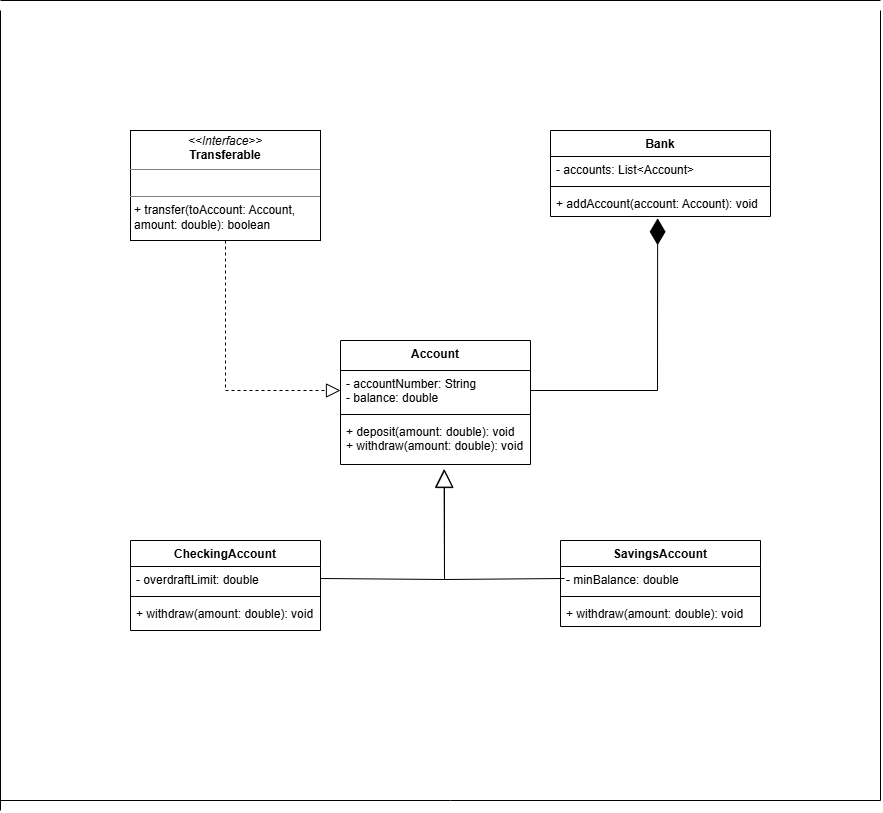 <<Interface>>
Transferable
+ transfer(toAccount: Account,
amount: double): boolean
Bank
- accounts: List<Account>
+ addAccount(account: Account): void
Account
- accountNumber: String
- balance: double
+ deposit(amount: double): void
+ withdraw(amount: double): void
CheckingAccount
- overdraftLimit: double
+ withdraw(amount: double): void
SavingsAccount
- minBalance: double
+ withdraw(amount: double): void